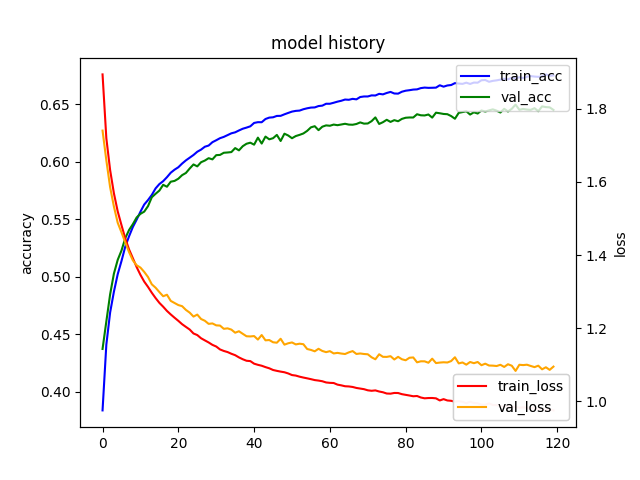 model history
train_acc
val_acc
0.65
0.60
0.55
0.50
0.45
0.40
accuracy
1.8
1.6
1.4
1.2
1.0
loss
train_loss
val_loss
0 20 40 60 80 100 120